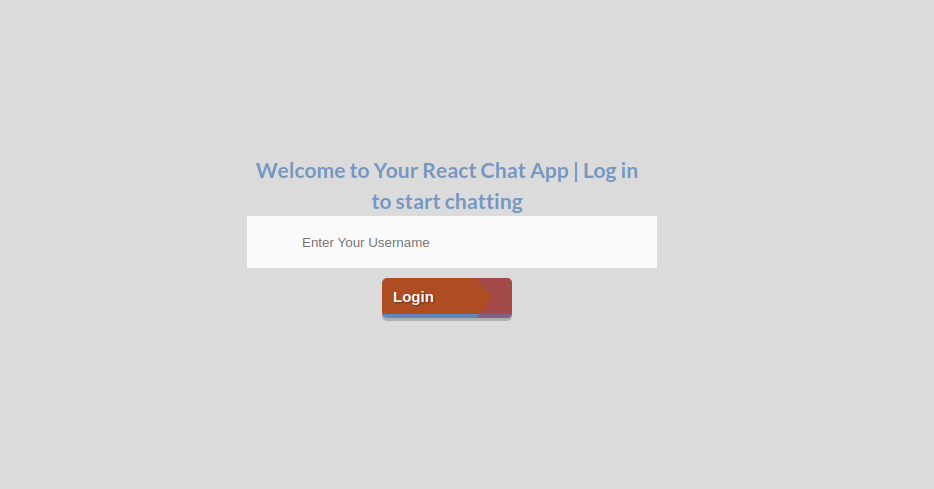 Welcome to Your React Chat App | Log in
to start chatting
Enter Your Username
Login